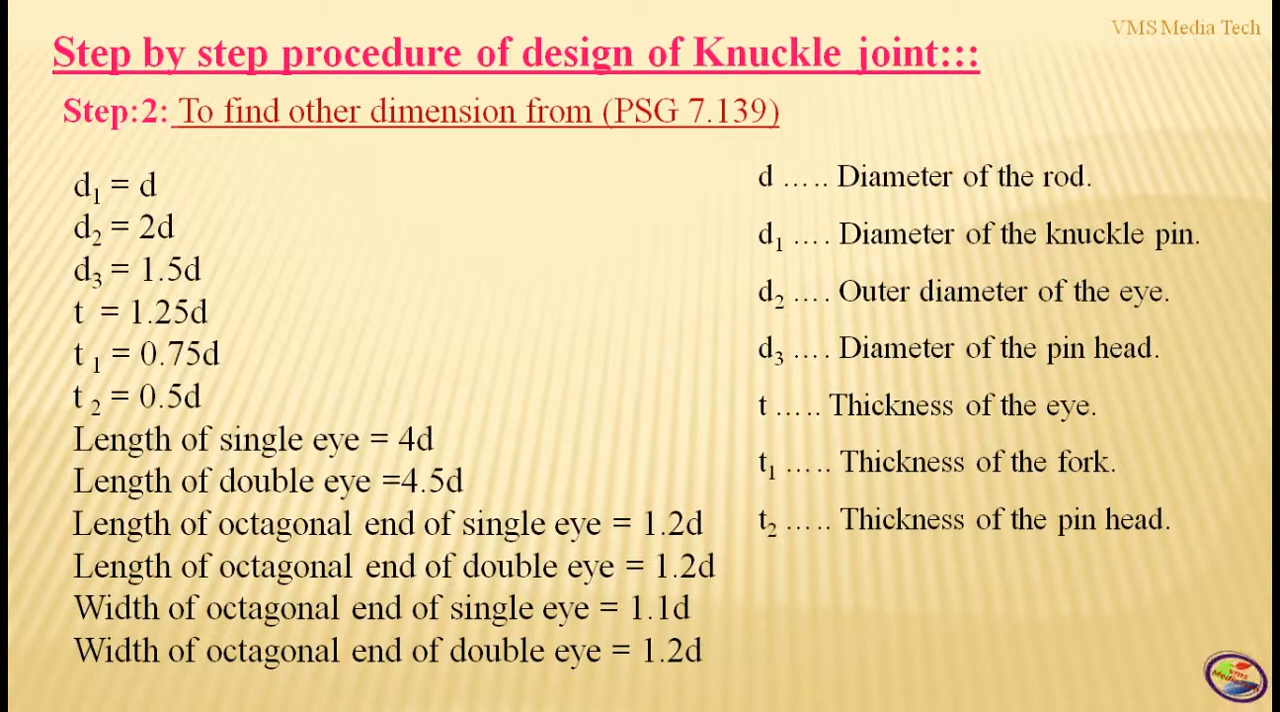 VMS Media Tech
Step by step procedure of design of Knuckle joint:::
Step:2: To find other dimension from (PSG 7.139)
d₁ = d
d₂ = 2d
d₃ = 1.5d
t = 1.25d
t ₁ = 0.75d
t ₂ = 0.5d
Length of single eye = 4d
Length of double eye =4.5d
Length of octagonal end of single eye = 1.2d
Length of octagonal end of double eye = 1.2d
Width of octagonal end of single eye = 1.1d
Width of octagonal end of double eye = 1.2d
d ….. Diameter of the rod.
d₁ …. Diameter of the knuckle pin.
d₂ …. Outer diameter of the eye.
d₃ …. Diameter of the pin head.
t ….. Thickness of the eye.
t₁ ….. Thickness of the fork.
t₂ ….. Thickness of the pin head.
vms
Media